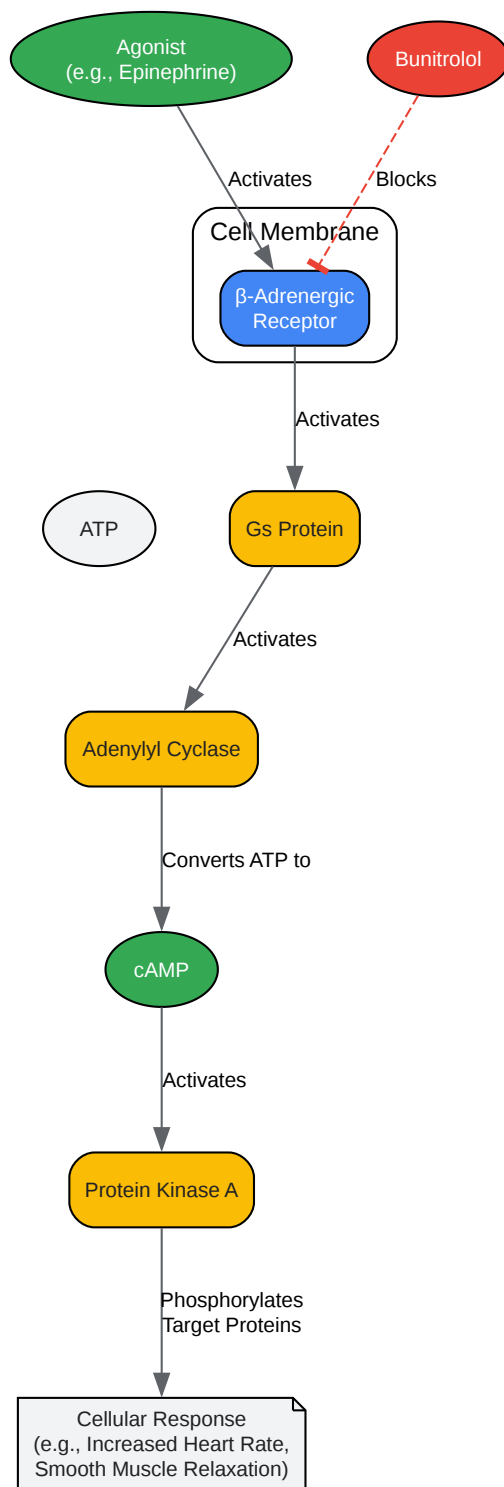 Agonist
(e.g., Epinephrine)
Bunitrolol
Activates
Blocks
Cell Membrane
β-Adrenergic
Receptor
Activates
ATP
Gs Protein
Activates
Adenylyl Cyclase
Converts ATP to
cAMP
Activates
Protein Kinase A
Phosphorylates
Target Proteins
Cellular Response
(e.g., Increased Heart Rate,
Smooth Muscle Relaxation)